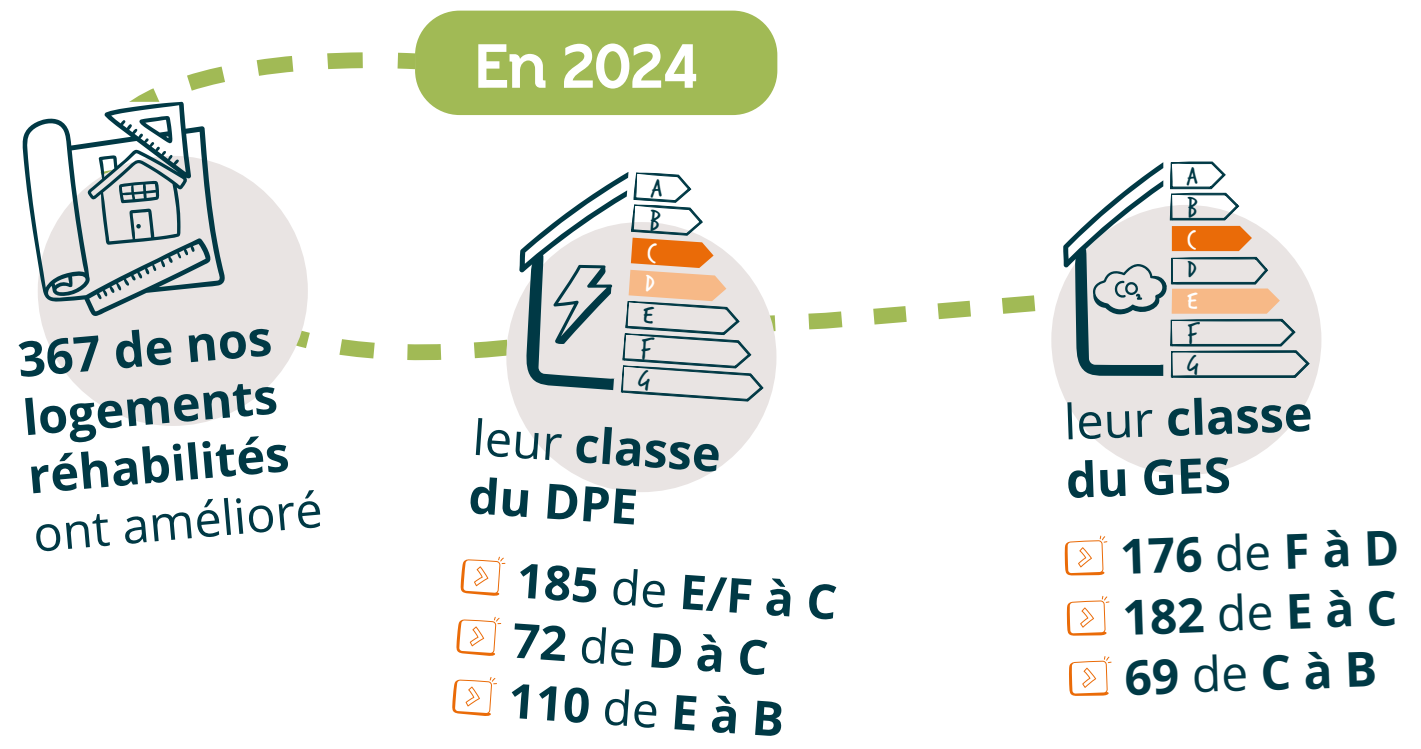 En 2024
367 de nos
logements
réhabilités
ont amélioré
A
B
C
D
E
F
G
leur classe
du DPE
185 de E/F à C
72 de D à C
110 de E à B
A
B
C
D
E
F
G
CO2
leur classe
du GES
176 de F à D
182 de E à C
69 de C à B